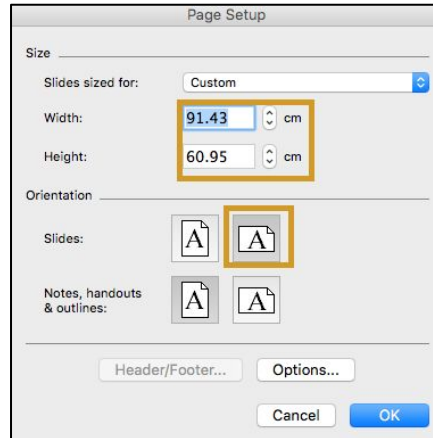 Page Setup
Size
Slides sized for: Custom
Width: 91.43 cm
Height: 60.95 cm
Orientation
Slides: A A
Notes, handouts
& outlines: A A
Header/Footer... Options...
Cancel OK